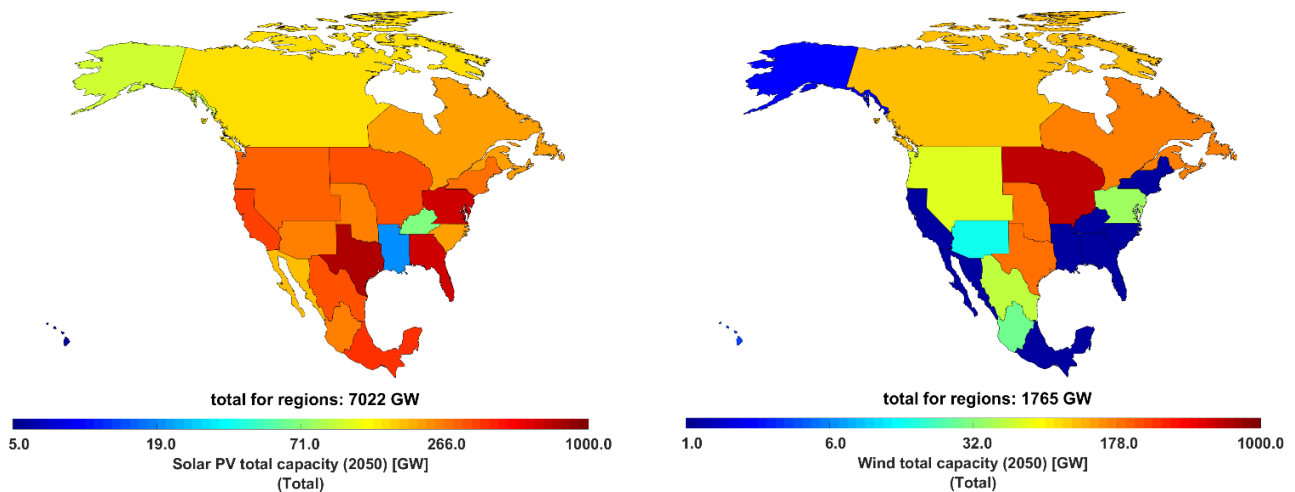 total for regions: 7022 GW
5.0 19.0 71.0 266.0 1000.0
Solar PV total capacity (2050) [GW]
(Total)
total for regions: 1765 GW
1.0 6.0 32.0 178.0 1000.0
Wind total capacity (2050) [GW]
(Total)